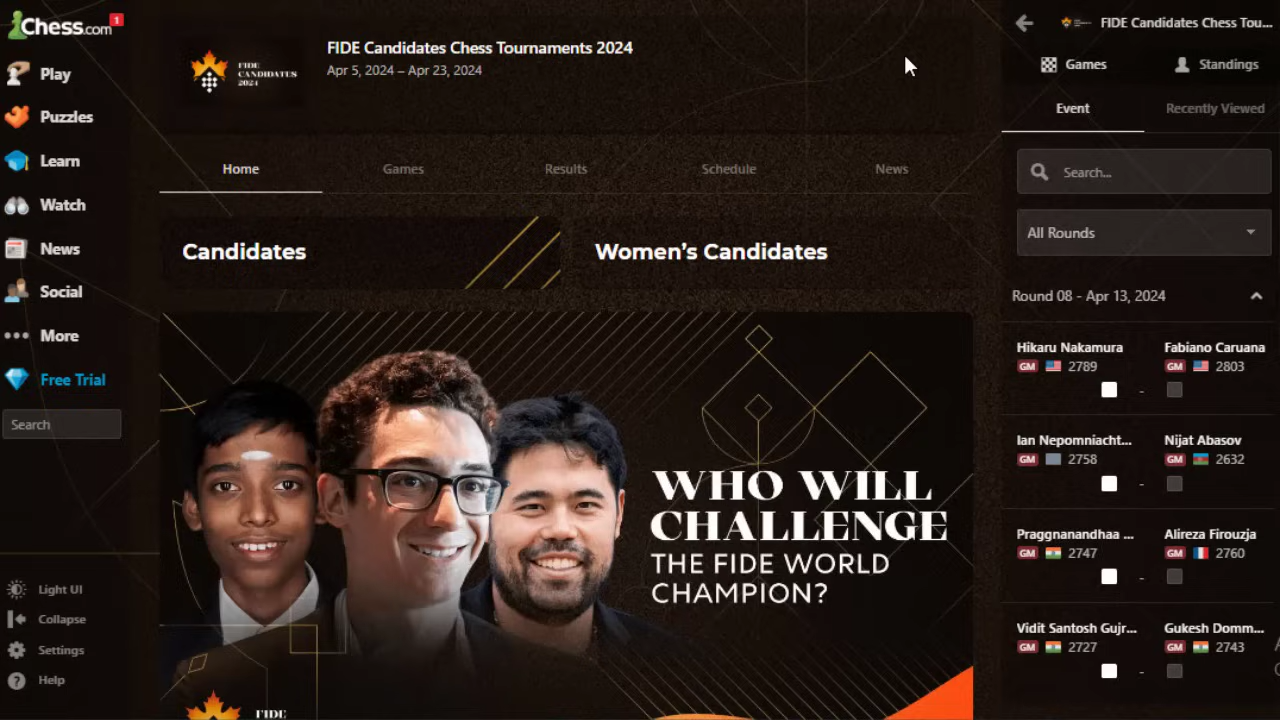 Chess.com
1
Play
Puzzles
Learn
Watch
News
Social
More
Free Trial
Search
Light UI
Collapse
Settings
Help
FIDE
CANDIDATES
2024
FIDE Candidates Chess Tournaments 2024
Apr 5, 2024 – Apr 23, 2024
Home
Games
Results
Schedule
News
Candidates
Women's Candidates
WHO WILL
CHALLENGE
THE FIDE WORLD
CHAMPION?
FIDE
FIDE Candidates Chess Tou...
Games
Standings
Event
Recently Viewed
Search...
All Rounds
Round 08 - Apr 13, 2024
Hikaru Nakamura
GM 2789
Fabiano Caruana
GM 2803
-
Ian Nepomniacht...
GM 2758
Nijat Abasov
GM 2632
-
Praggnanandhaa ...
GM 2747
Alireza Firouzja
GM 2760
-
Vidit Santosh Gujr...
GM 2727
Gukesh Domm...
GM 2743
-